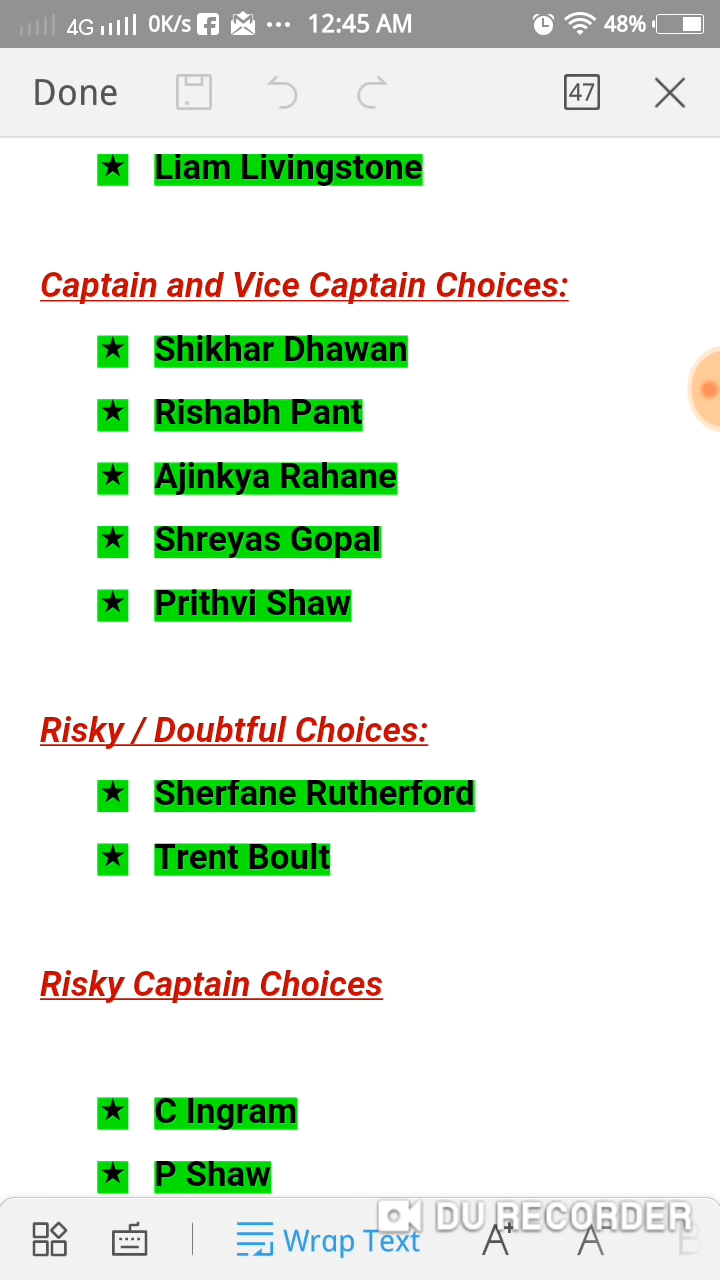 4G 0K/s 12:45 AM 48%
Done 47
★ Liam Livingstone
Captain and Vice Captain Choices:
★ Shikhar Dhawan
★ Rishabh Pant
★ Ajinkya Rahane
★ Shreyas Gopal
★ Prithvi Shaw
Risky / Doubtful Choices:
★ Sherfane Rutherford
★ Trent Boult
Risky Captain Choices
★ C Ingram
★ P Shaw
DU RECORDER
Wrap Text A+ A- B